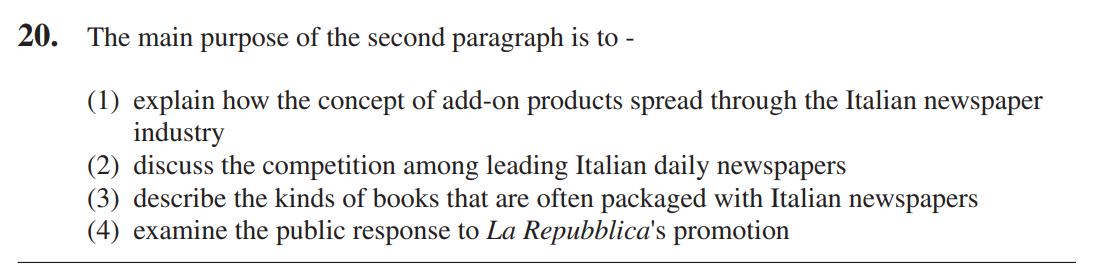 20. The main purpose of the second paragraph is to -
(1) explain how the concept of add-on products spread through the Italian newspaper
industry
(2) discuss the competition among leading Italian daily newspapers
(3) describe the kinds of books that are often packaged with Italian newspapers
(4) examine the public response to La Repubblica's promotion